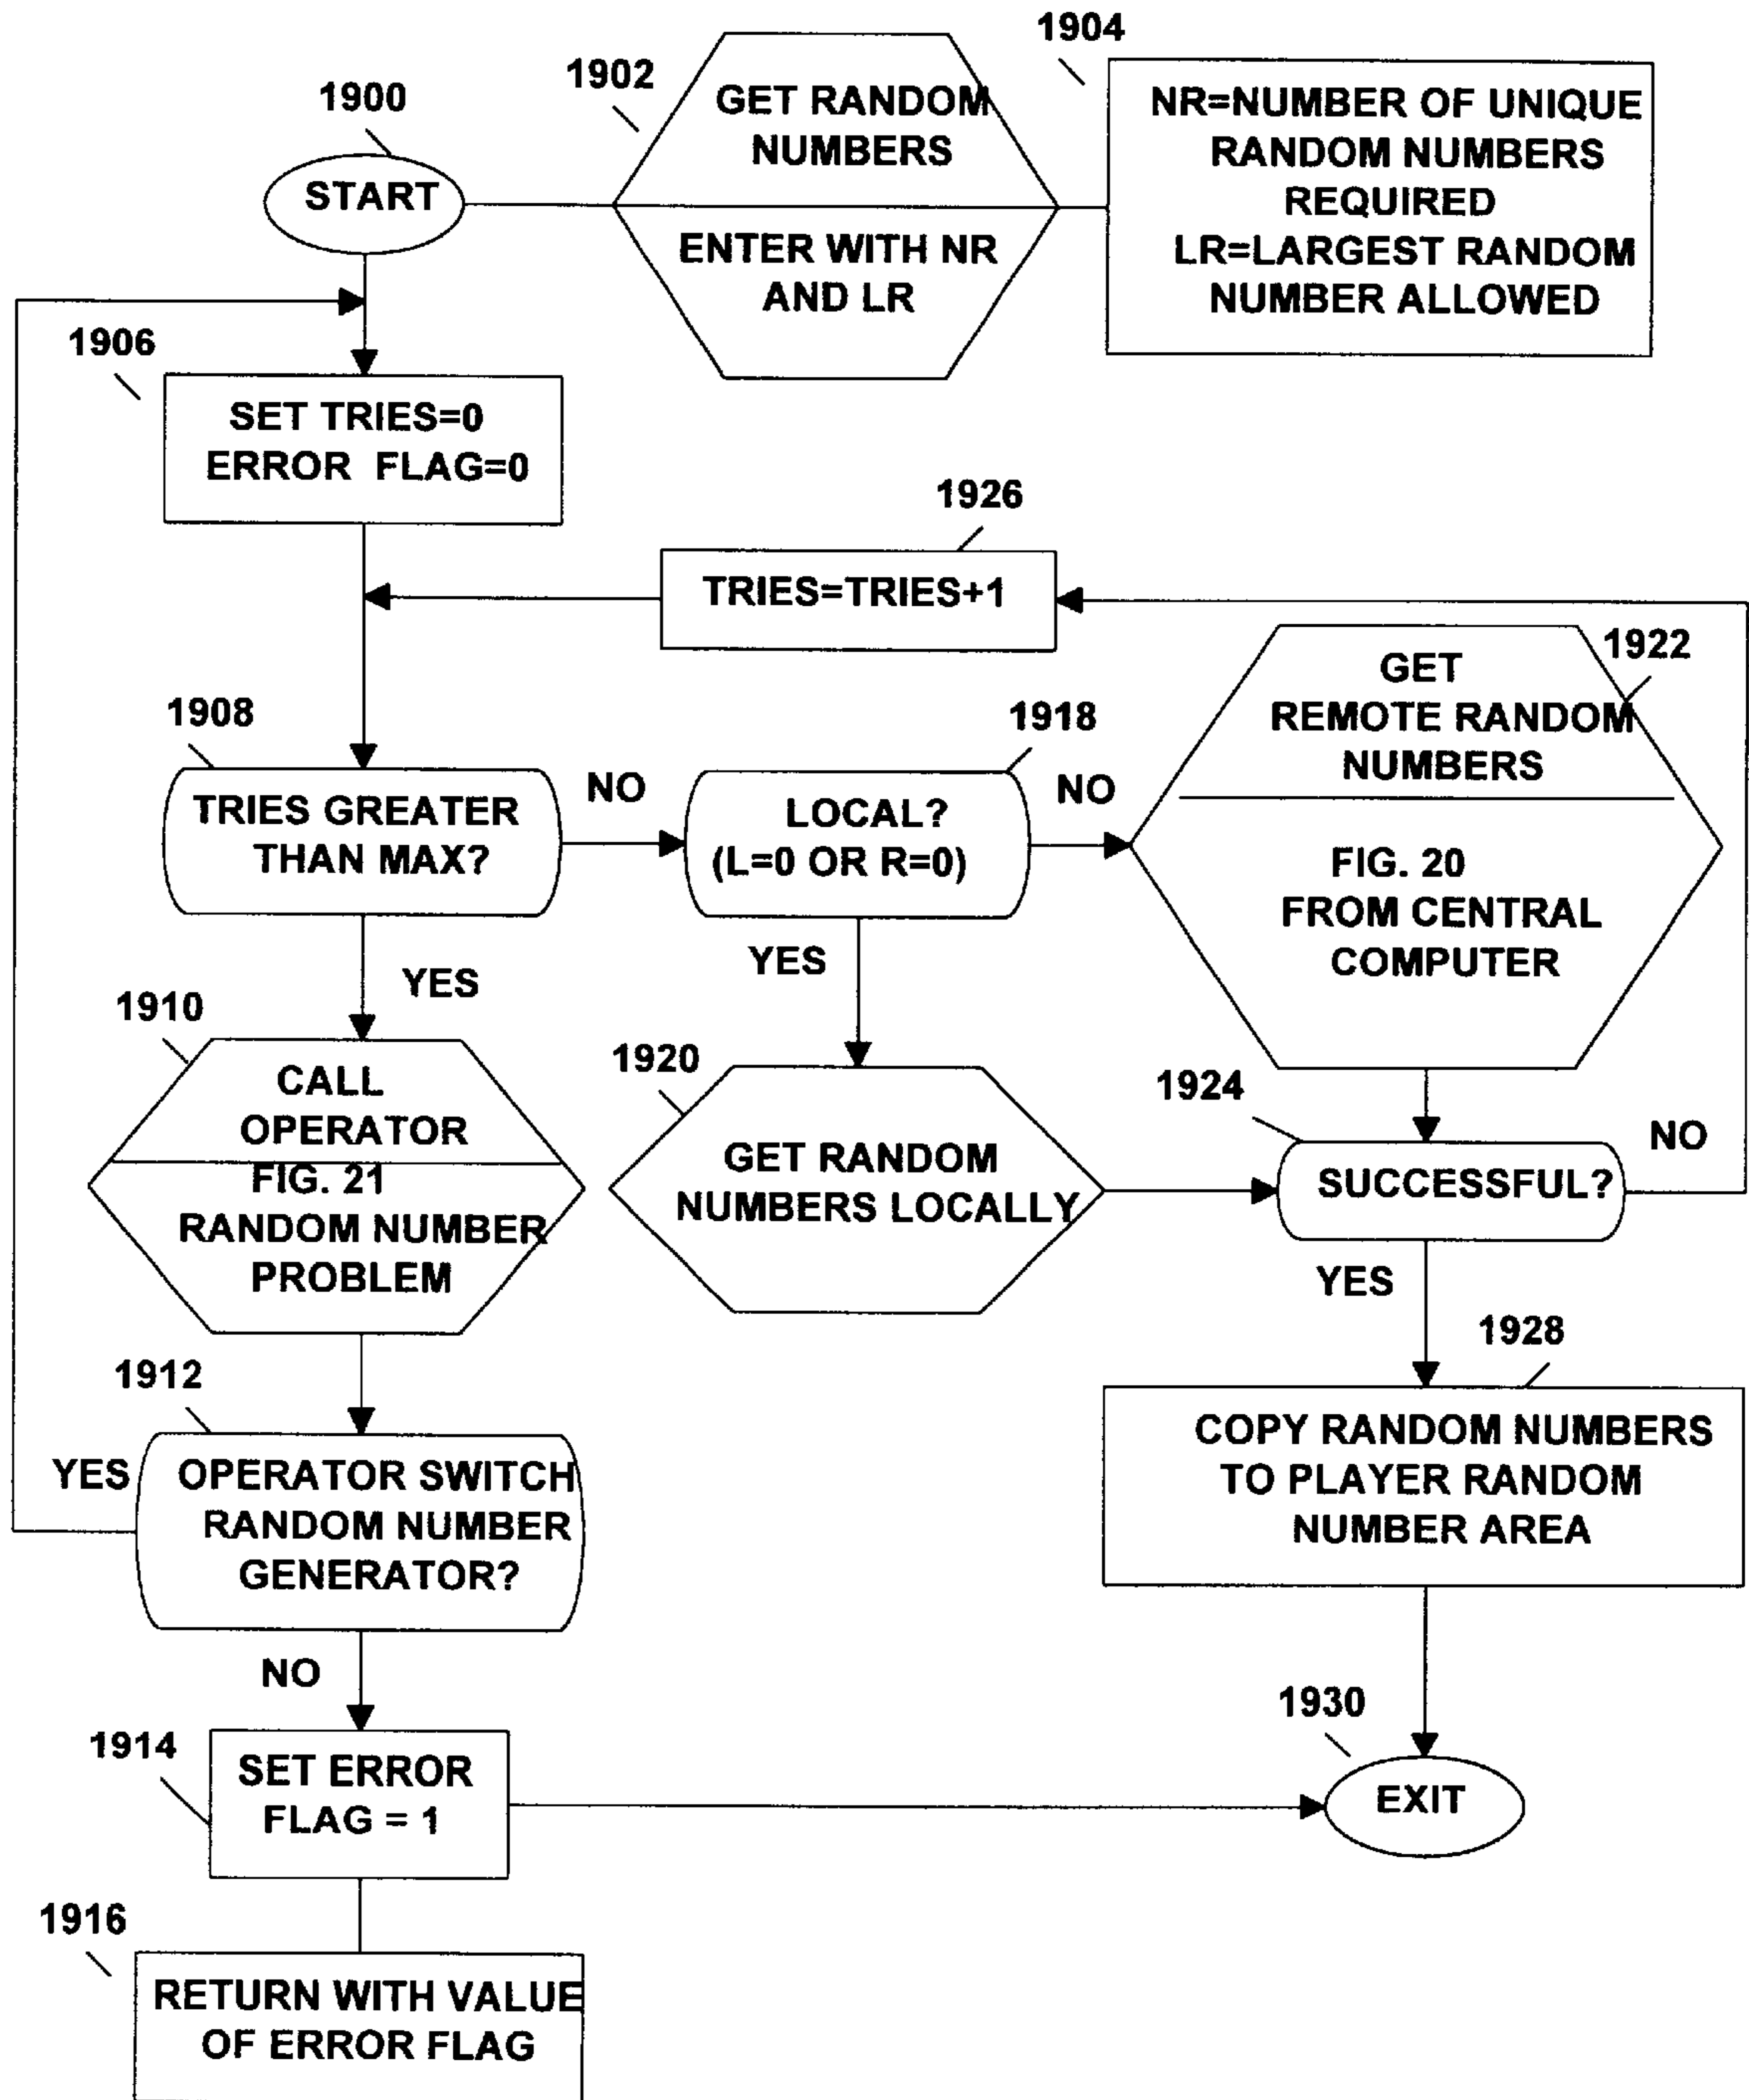 1900
START
1902
GET RANDOM
NUMBERS
ENTER WITH NR
AND LR
1904
NR=NUMBER OF UNIQUE
RANDOM NUMBERS
REQUIRED
LR=LARGEST RANDOM
NUMBER ALLOWED
1906
SET TRIES=0
ERROR FLAG=0
1926
TRIES=TRIES+1
1908
TRIES GREATER
THAN MAX?
NO
YES
1918
LOCAL?
(L=0 OR R=0)
NO
YES
1922
GET
REMOTE RANDOM
NUMBERS
FIG. 20
FROM CENTRAL
COMPUTER
1910
CALL
OPERATOR
FIG. 21
RANDOM NUMBER
PROBLEM
1920
GET RANDOM
NUMBERS LOCALLY
1924
SUCCESSFUL?
NO
YES
1912
YES
OPERATOR SWITCH
RANDOM NUMBER
GENERATOR?
NO
1928
COPY RANDOM NUMBERS
TO PLAYER RANDOM
NUMBER AREA
1914
SET ERROR
FLAG = 1
1930
EXIT
1916
RETURN WITH VALUE
OF ERROR FLAG